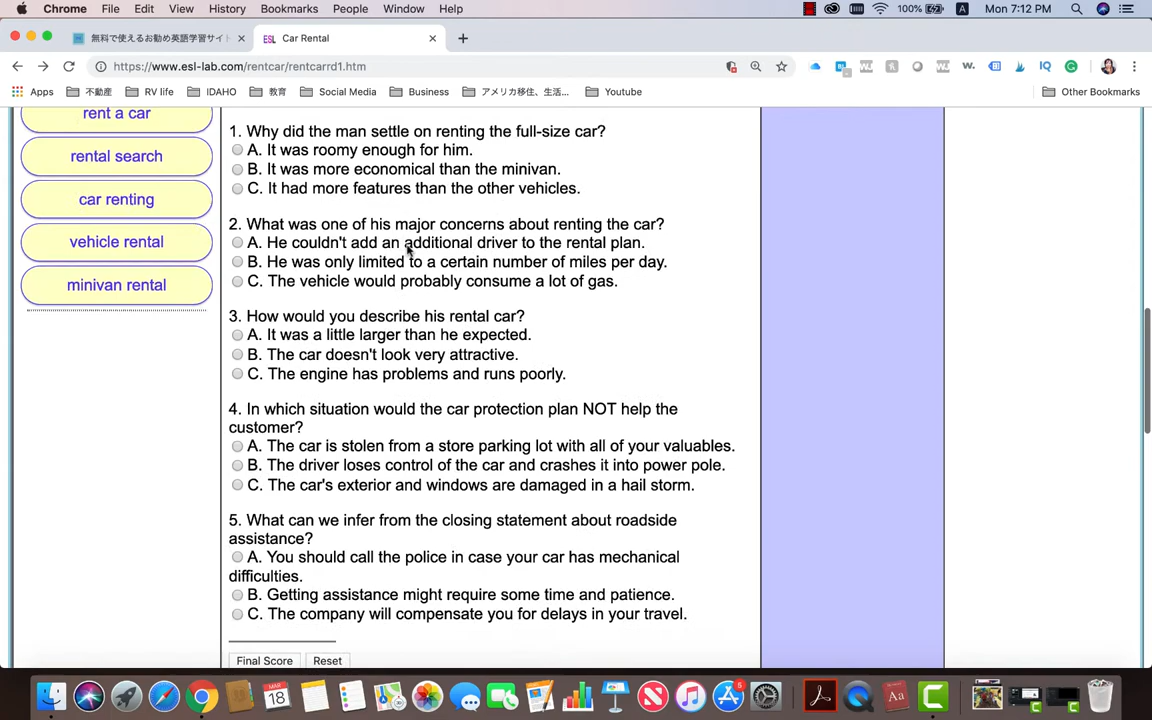 Chrome File Edit View History Bookmarks People Window Help 100% A Mon 7:12 PM
無料で使えるお勧め英語学習サイト ESL Car Rental
https://www.esl-lab.com/rentcar/rentcarrd1.htm
Apps 不動産 RV life IDAHO 教育 Social Media Business アメリカ移住、生活... Youtube Other Bookmarks
rent a car
rental search
car renting
vehicle rental
minivan rental
1. Why did the man settle on renting the full-size car?
A. It was roomy enough for him.
B. It was more economical than the minivan.
C. It had more features than the other vehicles.
2. What was one of his major concerns about renting the car?
A. He couldn't add an additional driver to the rental plan.
B. He was only limited to a certain number of miles per day.
C. The vehicle would probably consume a lot of gas.
3. How would you describe his rental car?
A. It was a little larger than he expected.
B. The car doesn't look very attractive.
C. The engine has problems and runs poorly.
4. In which situation would the car protection plan NOT help the
customer?
A. The car is stolen from a store parking lot with all of your valuables.
B. The driver loses control of the car and crashes it into power pole.
C. The car's exterior and windows are damaged in a hail storm.
5. What can we infer from the closing statement about roadside
assistance?
A. You should call the police in case your car has mechanical
difficulties.
B. Getting assistance might require some time and patience.
C. The company will compensate you for delays in your travel.
Final Score Reset
MAR
18